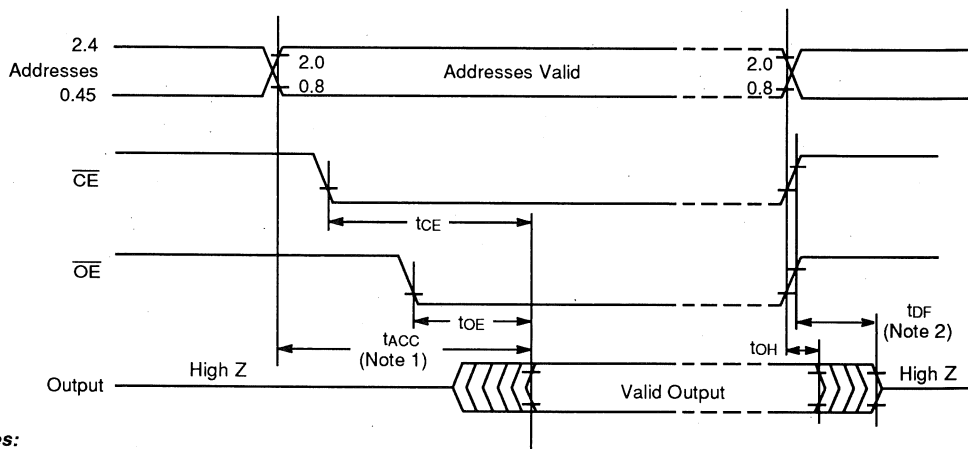 2.4
Addresses
0.45
2.0
0.8
Addresses Valid
2.0
0.8
CE
tCE
OE
tOE
tACC
(Note 1)
tOH
tDF
(Note 2)
Output
High Z
Valid Output
High Z
es: